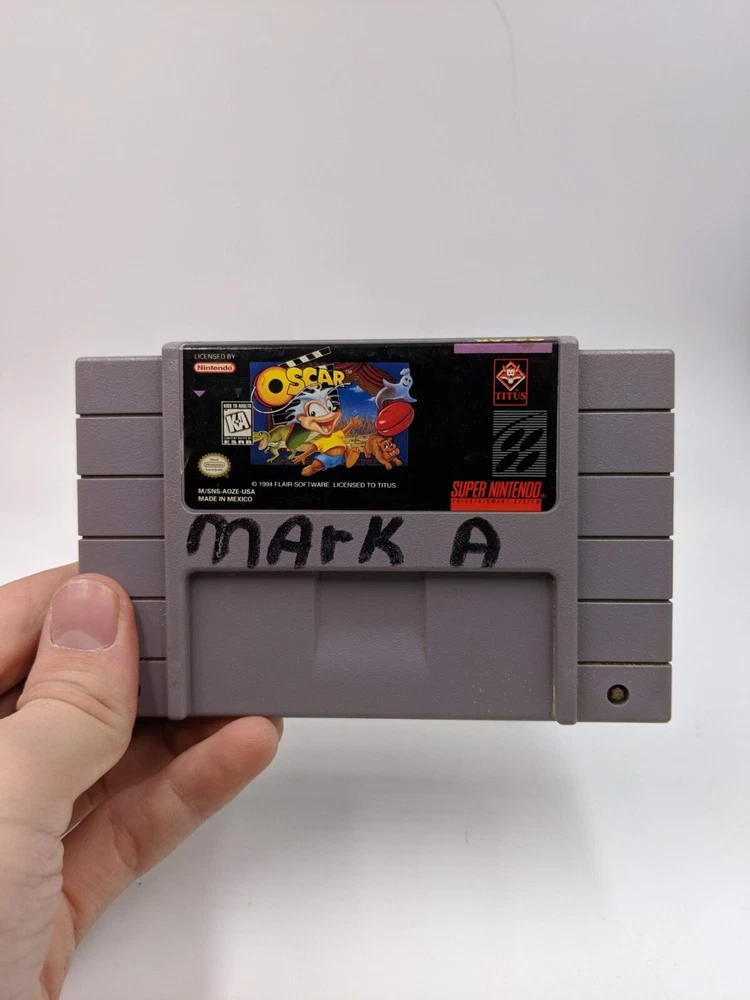 LICENSED BY
Nintendo
OSCAR™
TITUS
KIDS TO ADULTS
K-A
ESRB
© 1994 FLAIR SOFTWARE. LICENSED TO TITUS.
M/SNS-AOZE-USA
MADE IN MEXICO
SUPER NINTENDO
ENTERTAINMENT SYSTEM
mArK A